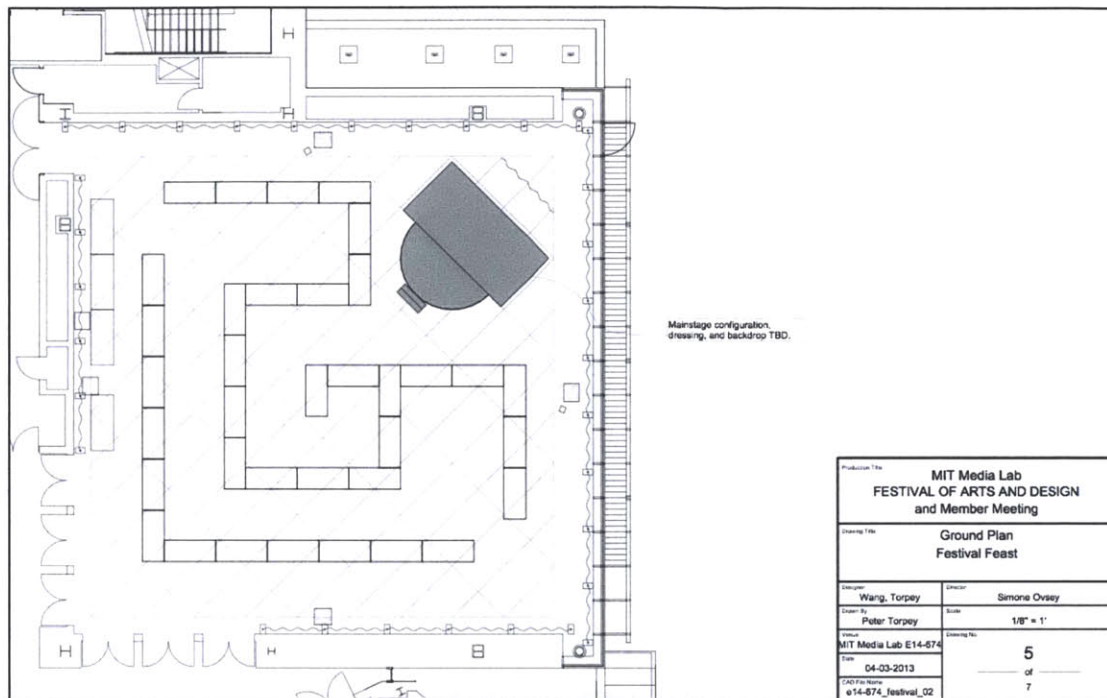 Mainstage configuration,
dressing, and backdrop TBD.
Production Title
MIT Media Lab
FESTIVAL OF ARTS AND DESIGN
and Member Meeting
Drawing Title
Ground Plan
Festival Feast
Designer
Wang, Torpey
Director
Simone Ovsey
Drawn By
Peter Torpey
Scale
1/8" = 1'
Venue
MIT Media Lab E14-674
Drawing No.
5
of
7
Date
04-03-2013
CAD File Name
e14-674_festival_02